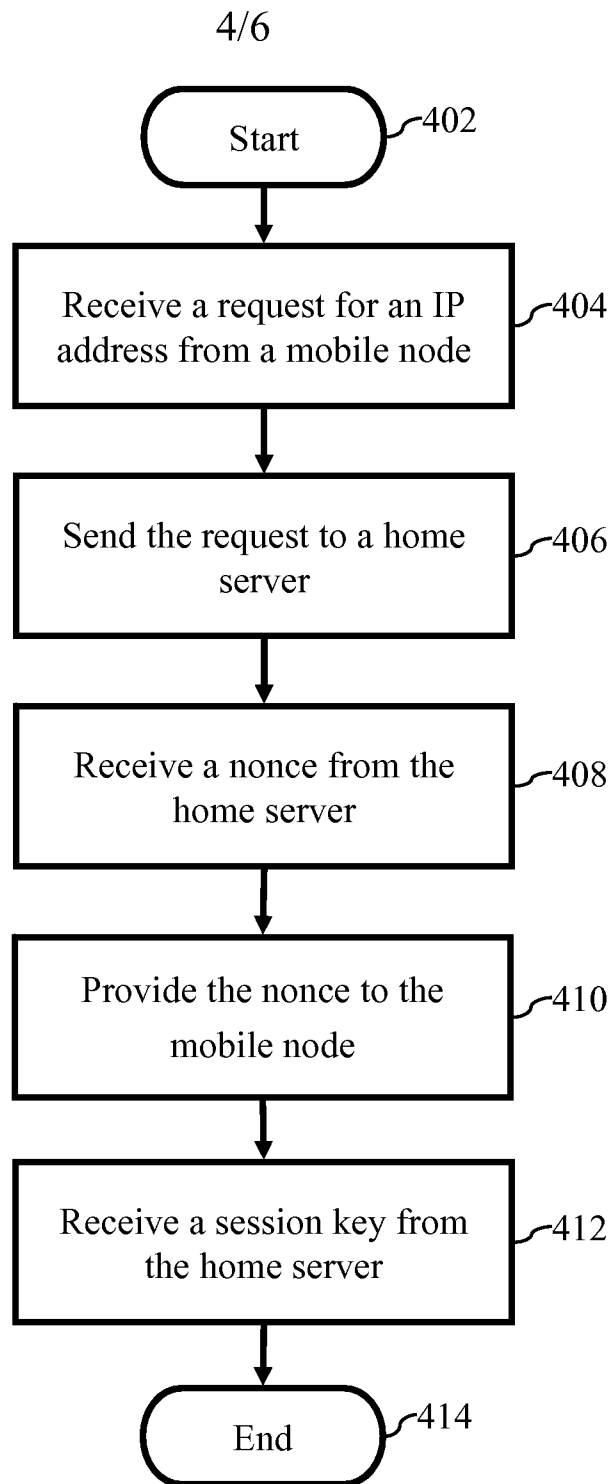 4/6
Start
402
Receive a request for an IP
address from a mobile node
404
Send the request to a home
server
406
Receive a nonce from the
home server
408
Provide the nonce to the
mobile node
410
Receive a session key from
the home server
412
End
414